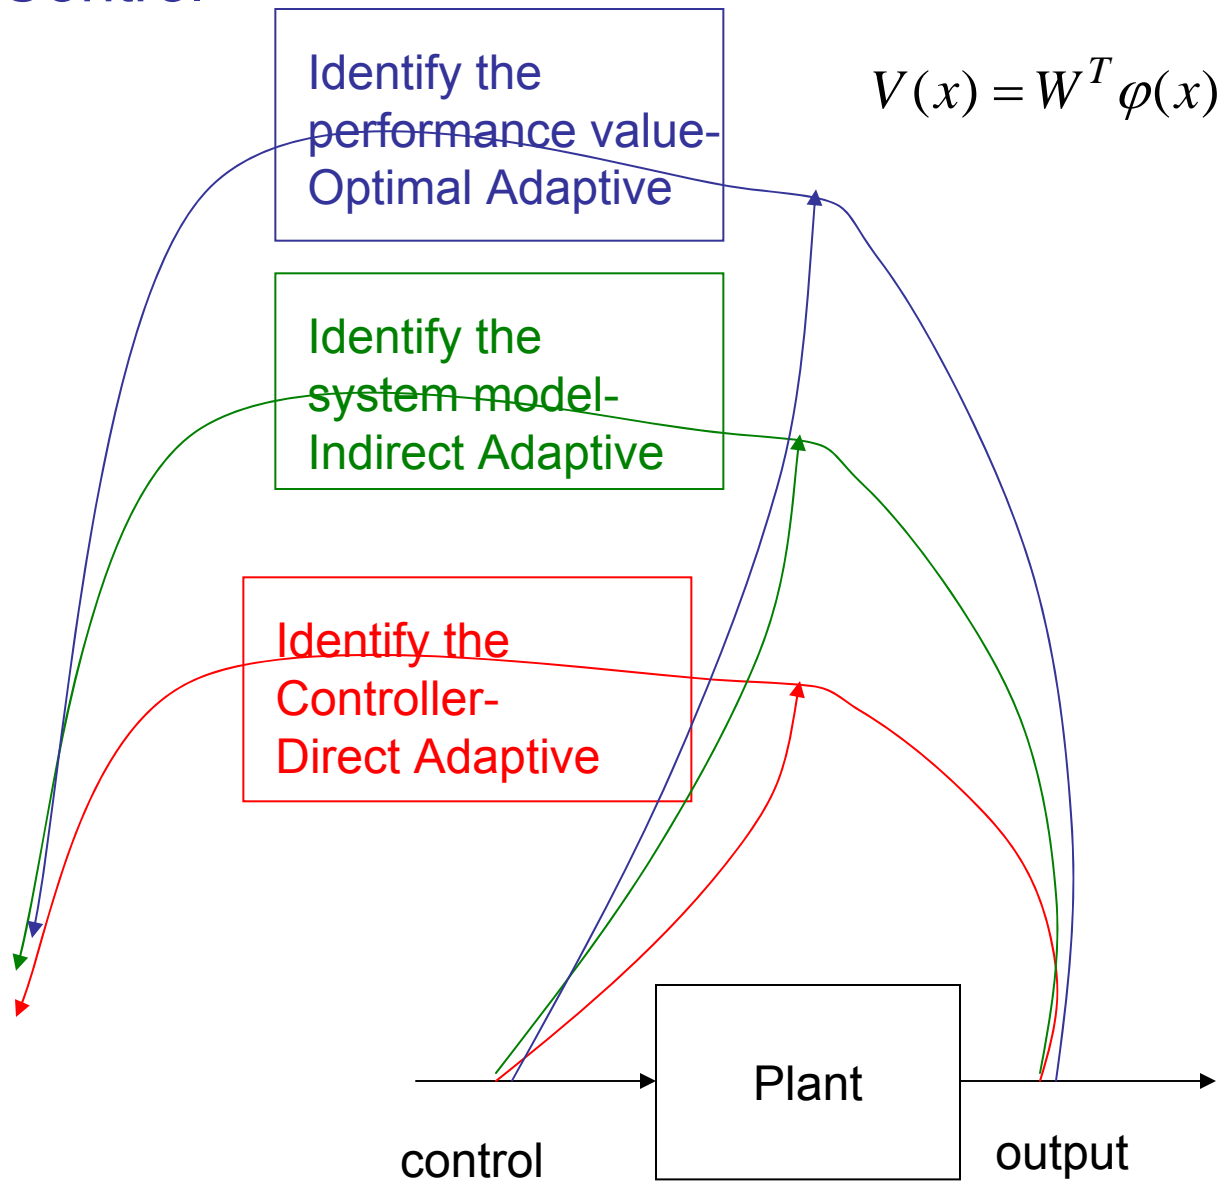 Identify the
performance value-
Optimal Adaptive
V(x) = W^T φ(x)
Identify the
system model-
Indirect Adaptive
Identify the
Controller-
Direct Adaptive
Plant
control
output